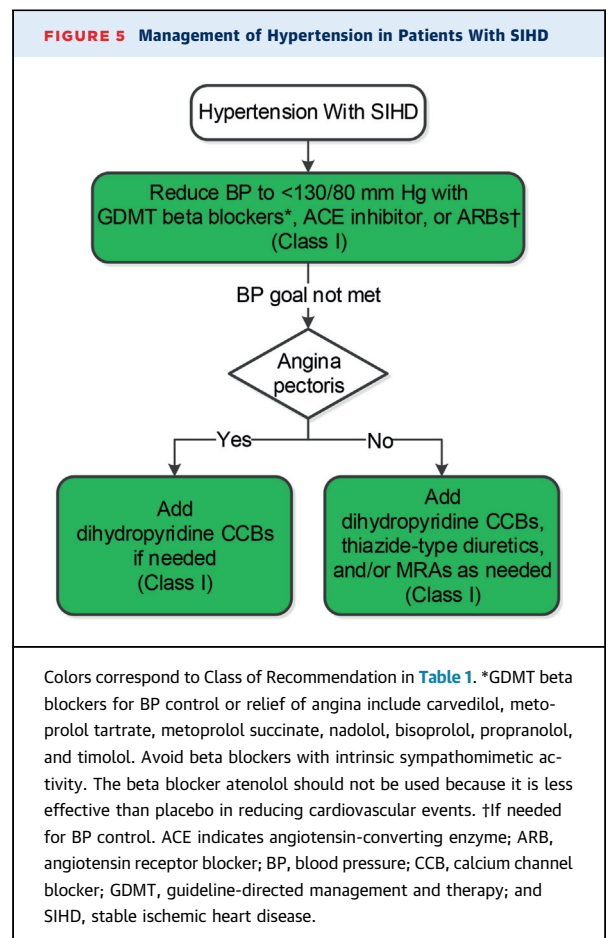 FIGURE 5 Management of Hypertension in Patients With SIHD
Hypertension With SIHD
Reduce BP to <130/80 mm Hg with
GDMT beta blockers*, ACE inhibitor, or ARBs†
(Class I)
BP goal not met
Angina
pectoris
Yes
No
Add
dihydropyridine CCBs
if needed
(Class I)
Add
dihydropyridine CCBs,
thiazide-type diuretics,
and/or MRAs as needed
(Class I)
Colors correspond to Class of Recommendation in Table 1. *GDMT beta
blockers for BP control or relief of angina include carvedilol, meto-
prolol tartrate, metoprolol succinate, nadolol, bisoprolol, propranolol,
and timolol. Avoid beta blockers with intrinsic sympathomimetic ac-
tivity. The beta blocker atenolol should not be used because it is less
effective than placebo in reducing cardiovascular events. †If needed
for BP control. ACE indicates angiotensin-converting enzyme; ARB,
angiotensin receptor blocker; BP, blood pressure; CCB, calcium channel
blocker; GDMT, guideline-directed management and therapy; and
SIHD, stable ischemic heart disease.